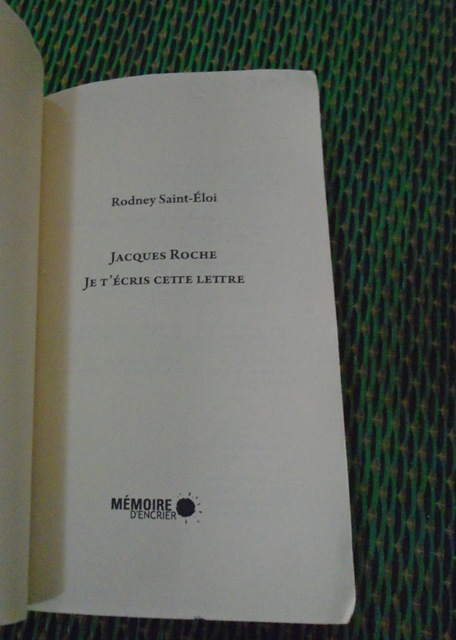 Rodney Saint-Éloi
Jacques Roche
Je t'écris cette lettre
MÉMOIRE
D'ENCRIER